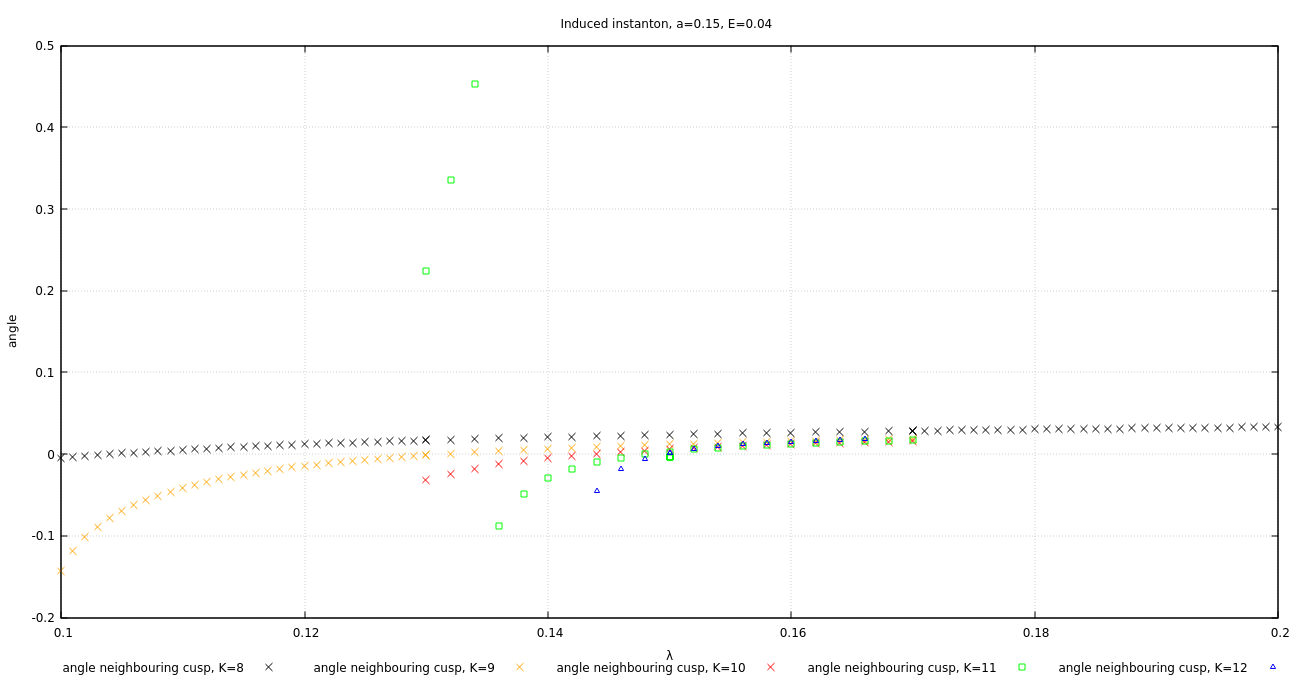 Induced instanton, a=0.15, E=0.04
0.5
0.4
0.3
0.2
0.1
0
-0.1
-0.2
angle
0.1 0.12 0.14 0.16 0.18 0.2
λ
angle neighbouring cusp, K=8 angle neighbouring cusp, K=9 angle neighbouring cusp, K=10 angle neighbouring cusp, K=11 angle neighbouring cusp, K=12